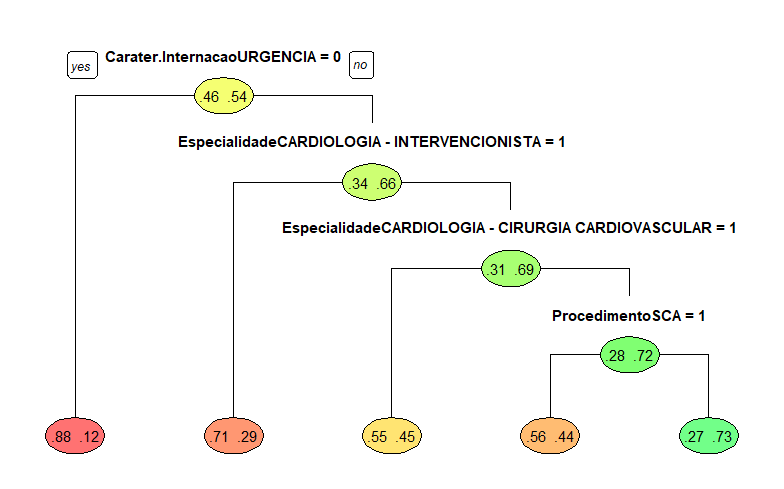 Carater.InternacaoURGENCIA = 0
yes
no
.46 .54
EspecialidadeCARDIOLOGIA - INTERVENCIONISTA = 1
.34 .66
EspecialidadeCARDIOLOGIA - CIRURGIA CARDIOVASCULAR = 1
.31 .69
ProcedimentoSCA = 1
.28 .72
.88 .12
.71 .29
.55 .45
.56 .44
.27 .73